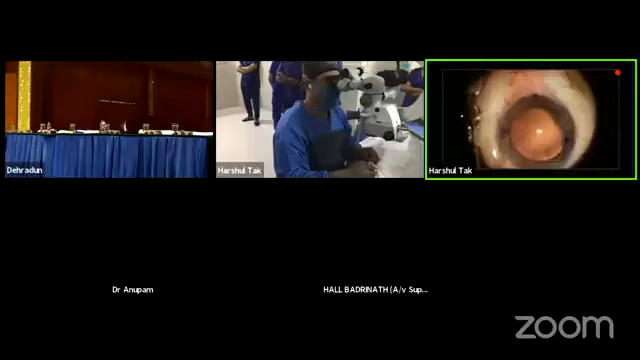 Dehradun
Harshul Tak
Harshul Tak
Dr Anupam
HALL BADRINATH (A/v Sup...
zoom